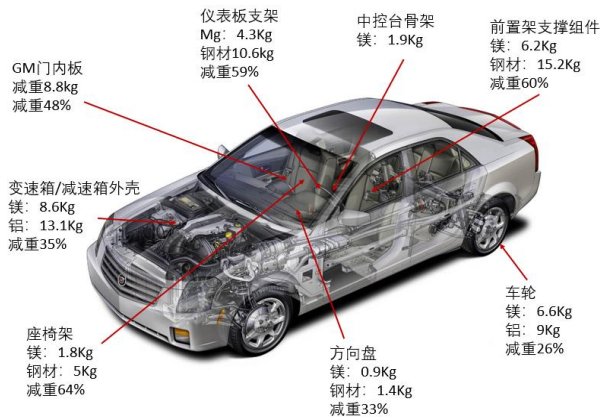 仪表板支架
Mg：4.3Kg
钢材10.6kg
减重59%
中控台骨架
镁：1.9Kg
前置架支撑组件
镁：6.2Kg
钢材：15.2Kg
减重60%
GM门内板
减重8.8kg
减重48%
变速箱/减速箱外壳
镁：8.6Kg
铝：13.1Kg
减重35%
车轮
镁：6.6Kg
铝：9Kg
减重26%
座椅架
镁：1.8Kg
钢材：5Kg
减重64%
方向盘
镁：0.9Kg
钢材：1.4Kg
减重33%